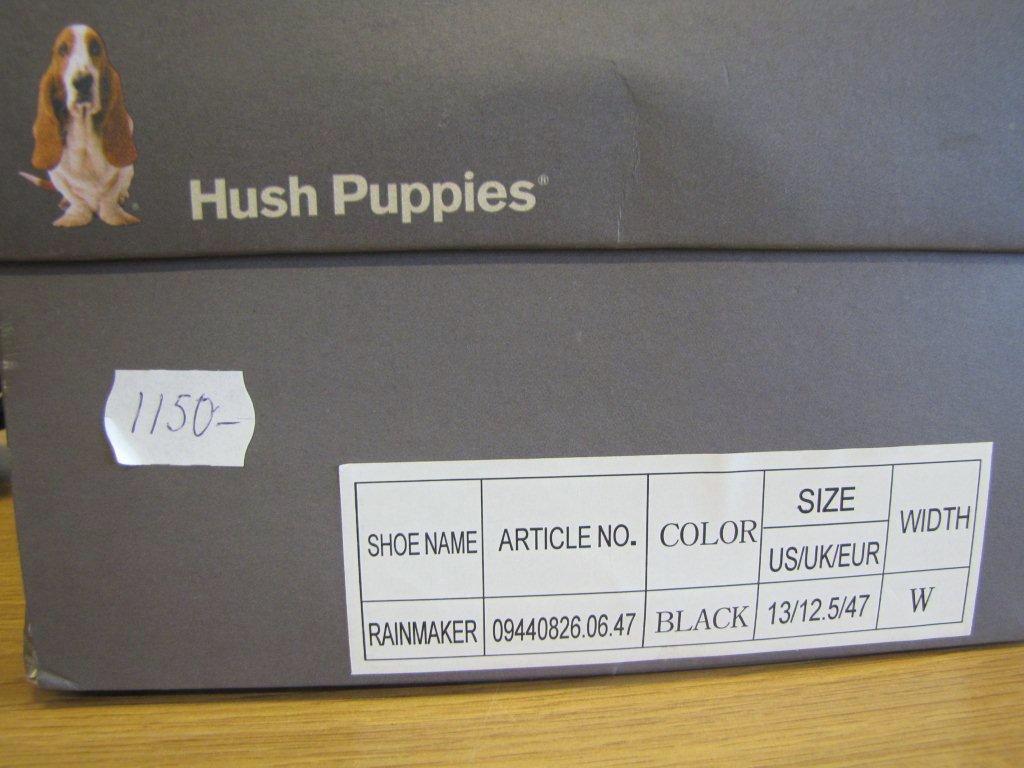 Hush Puppies®
1150-
SHOE NAME ARTICLE NO. COLOR SIZE US/UK/EUR WIDTH
RAINMAKER 09440826.06.47 BLACK 13/12.5/47 W